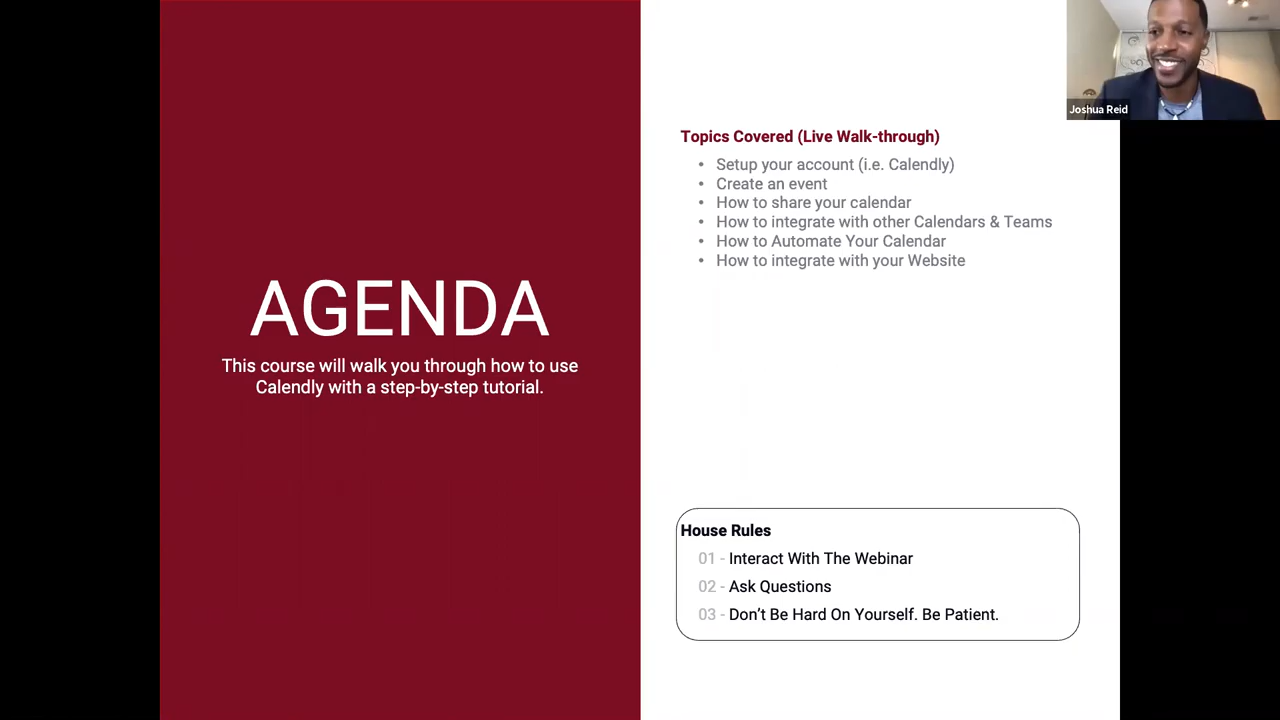 AGENDA
This course will walk you through how to use
Calendly with a step-by-step tutorial.
Topics Covered (Live Walk-through)
• Setup your account (i.e. Calendly)
• Create an event
• How to share your calendar
• How to integrate with other Calendars & Teams
• How to Automate Your Calendar
• How to integrate with your Website
House Rules
01 - Interact With The Webinar
02 - Ask Questions
03 - Don’t Be Hard On Yourself. Be Patient.
Joshua Reid